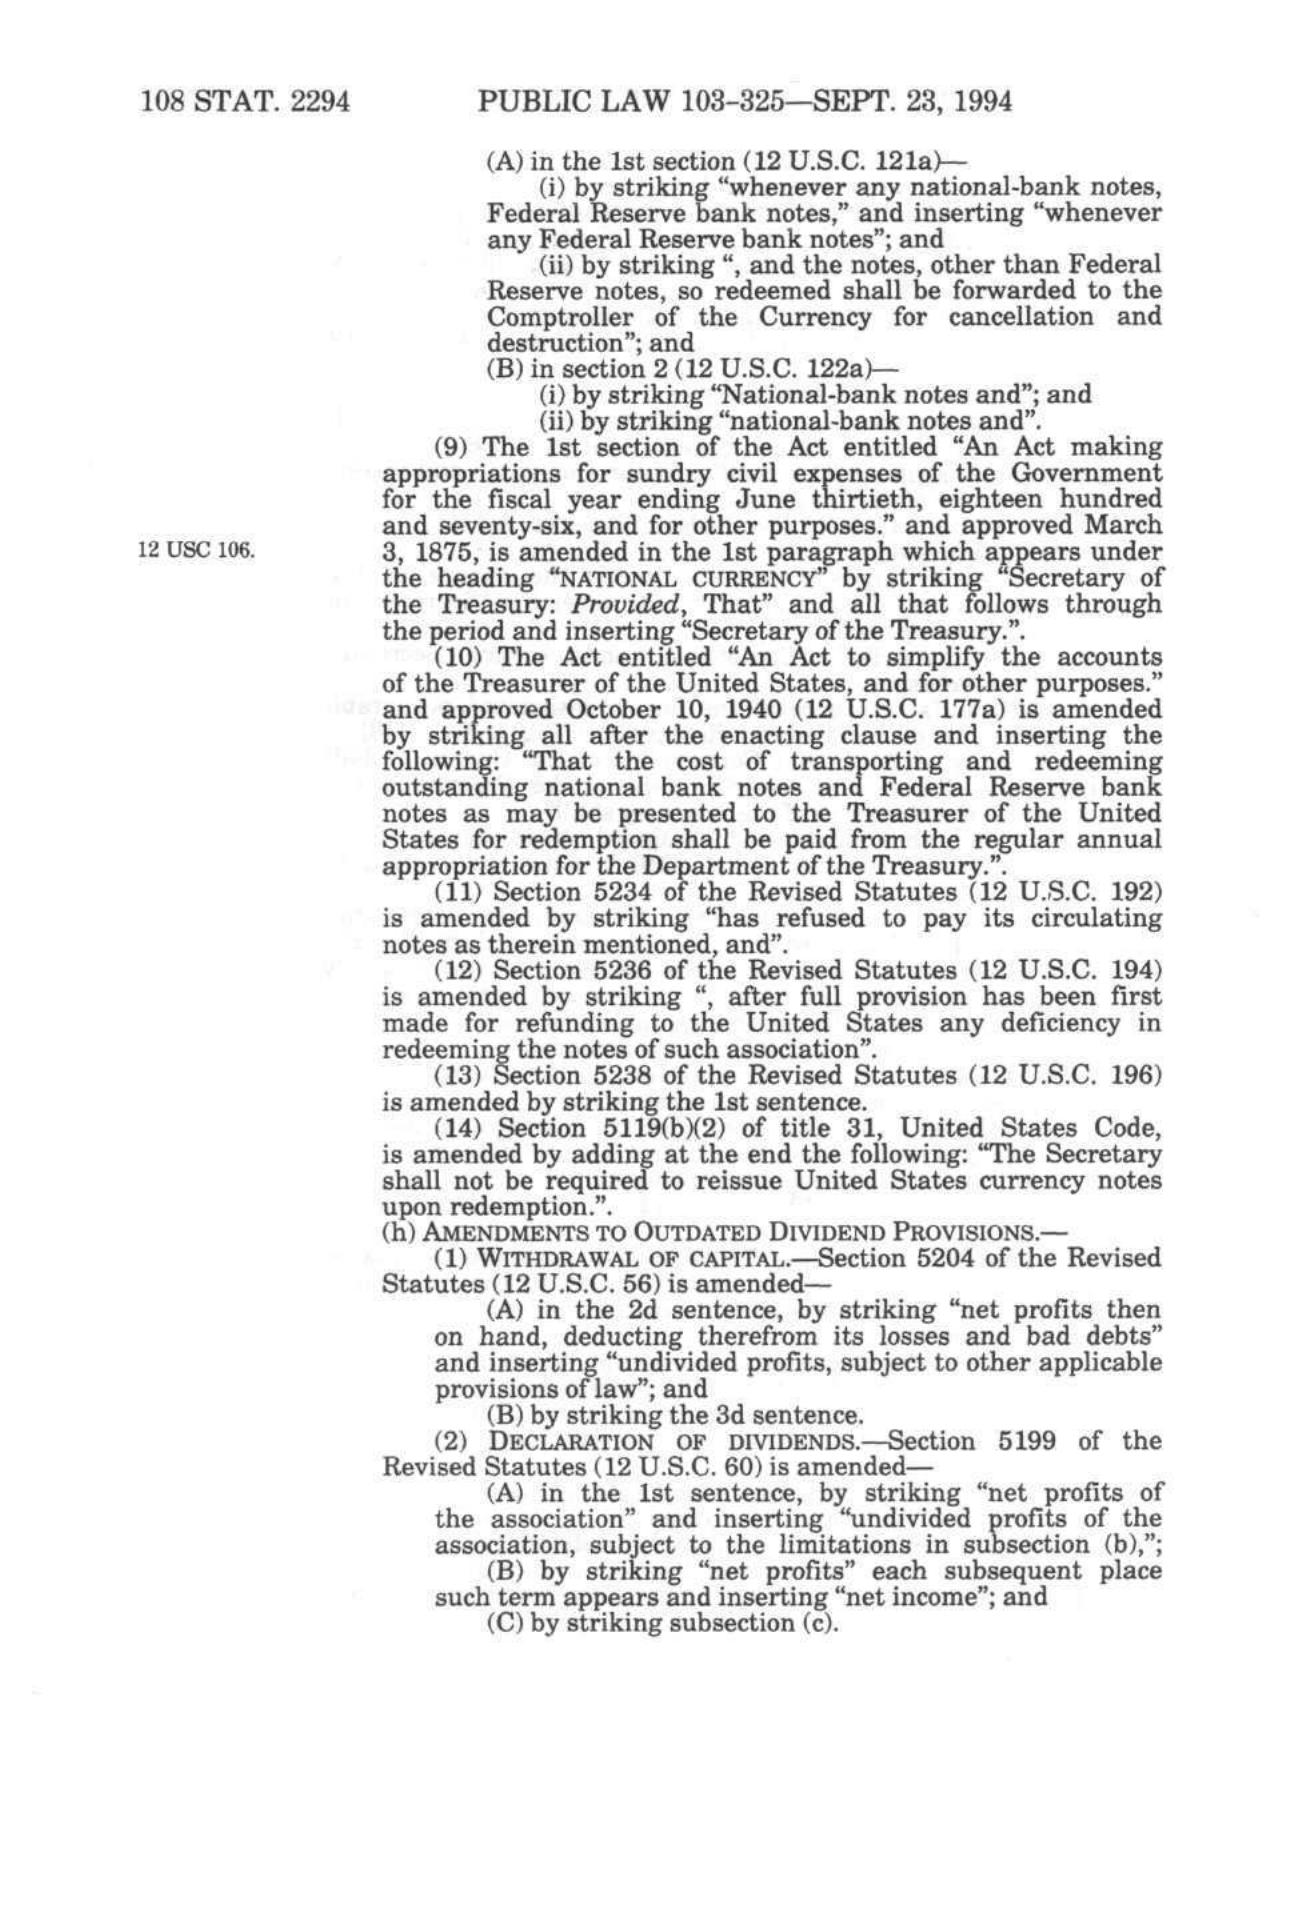 108 STAT. 2294 PUBLIC LAW 103–325—SEPT. 23, 1994
(A) in the 1st section (12 U.S.C. 121a)—
(i) by striking “whenever any national-bank notes,
Federal Reserve bank notes,” and inserting “whenever
any Federal Reserve bank notes”; and
(ii) by striking “, and the notes, other than Federal
Reserve notes, so redeemed shall be forwarded to the
Comptroller of the Currency for cancellation and
destruction”; and
(B) in section 2 (12 U.S.C. 122a)—
(i) by striking “National-bank notes and”; and
(ii) by striking “national-bank notes and”.
(9) The 1st section of the Act entitled “An Act making
appropriations for sundry civil expenses of the Government
for the fiscal year ending June thirtieth, eighteen hundred
and seventy-six, and for other purposes.” and approved March
12 USC 106.
3, 1875, is amended in the 1st paragraph which appears under
the heading “NATIONAL CURRENCY” by striking “Secretary of
the Treasury: Provided, That” and all that follows through
the period and inserting “Secretary of the Treasury.”.
(10) The Act entitled “An Act to simplify the accounts
of the Treasurer of the United States, and for other purposes.”
and approved October 10, 1940 (12 U.S.C. 177a) is amended
by striking all after the enacting clause and inserting the
following: “That the cost of transporting and redeeming
outstanding national bank notes and Federal Reserve bank
notes as may be presented to the Treasurer of the United
States for redemption shall be paid from the regular annual
appropriation for the Department of the Treasury.”.
(11) Section 5234 of the Revised Statutes (12 U.S.C. 192)
is amended by striking “has refused to pay its circulating
notes as therein mentioned, and”.
(12) Section 5236 of the Revised Statutes (12 U.S.C. 194)
is amended by striking “, after full provision has been first
made for refunding to the United States any deficiency in
redeeming the notes of such association”.
(13) Section 5238 of the Revised Statutes (12 U.S.C. 196)
is amended by striking the 1st sentence.
(14) Section 5119(b)(2) of title 31, United States Code,
is amended by adding at the end the following: “The Secretary
shall not be required to reissue United States currency notes
upon redemption.”.
(h) AMENDMENTS TO OUTDATED DIVIDEND PROVISIONS.—
(1) WITHDRAWAL OF CAPITAL.—Section 5204 of the Revised
Statutes (12 U.S.C. 56) is amended—
(A) in the 2d sentence, by striking “net profits then
on hand, deducting therefrom its losses and bad debts”
and inserting “undivided profits, subject to other applicable
provisions of law”; and
(B) by striking the 3d sentence.
(2) DECLARATION OF DIVIDENDS.—Section 5199 of the
Revised Statutes (12 U.S.C. 60) is amended—
(A) in the 1st sentence, by striking “net profits of
the association” and inserting “undivided profits of the
association, subject to the limitations in subsection (b),”;
(B) by striking “net profits” each subsequent place
such term appears and inserting “net income”; and
(C) by striking subsection (c).